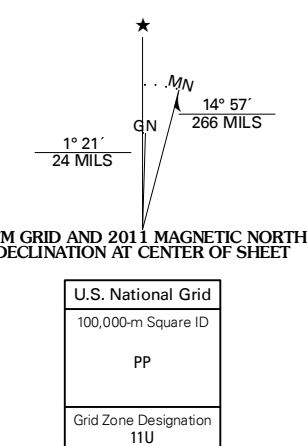 ★
MN
GN
1° 21´
24 MILS
14° 57´
266 MILS
M GRID AND 2011 MAGNETIC NORTH
DECLINATION AT CENTER OF SHEET
U.S. National Grid
100,000-m Square ID
PP
Grid Zone Designation
11U